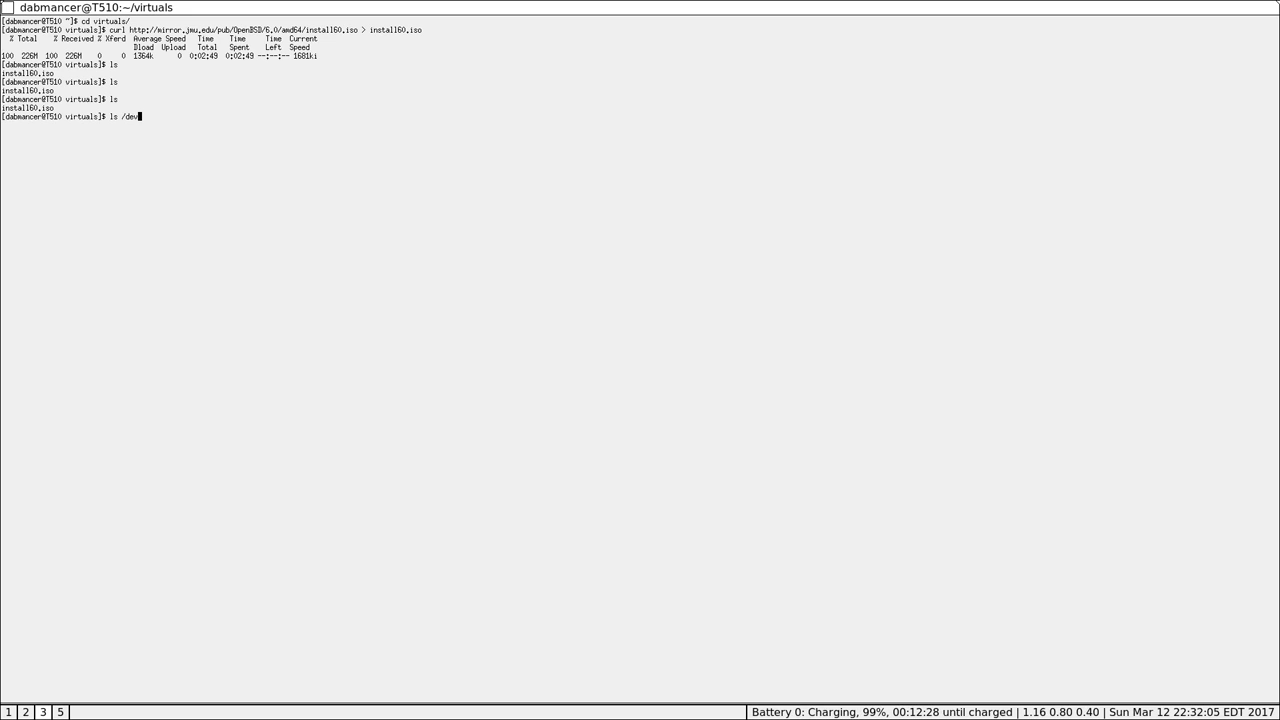 dabmancer@T510:~/virtuals
[dabmancer@T510 ~]$ cd virtuals/
[dabmancer@T510 virtuals]$ curl http://mirror.jmu.edu/pub/OpenBSD/6.0/amd64/install60.iso > install60.iso
% Total % Received % Xferd Average Speed Time Time Time Current
Dload Upload Total Spent Left Speed
100 226M 100 226M 0 0 1364k 0 0:02:49 0:02:49 --:--:-- 1681ki
[dabmancer@T510 virtuals]$ ls
install60.iso
[dabmancer@T510 virtuals]$ ls
install60.iso
[dabmancer@T510 virtuals]$ ls
install60.iso
[dabmancer@T510 virtuals]$ ls /dev
1 2 3 5 Battery 0: Charging, 99%, 00:12:28 until charged | 1.16 0.80 0.40 | Sun Mar 12 22:32:05 EDT 2017